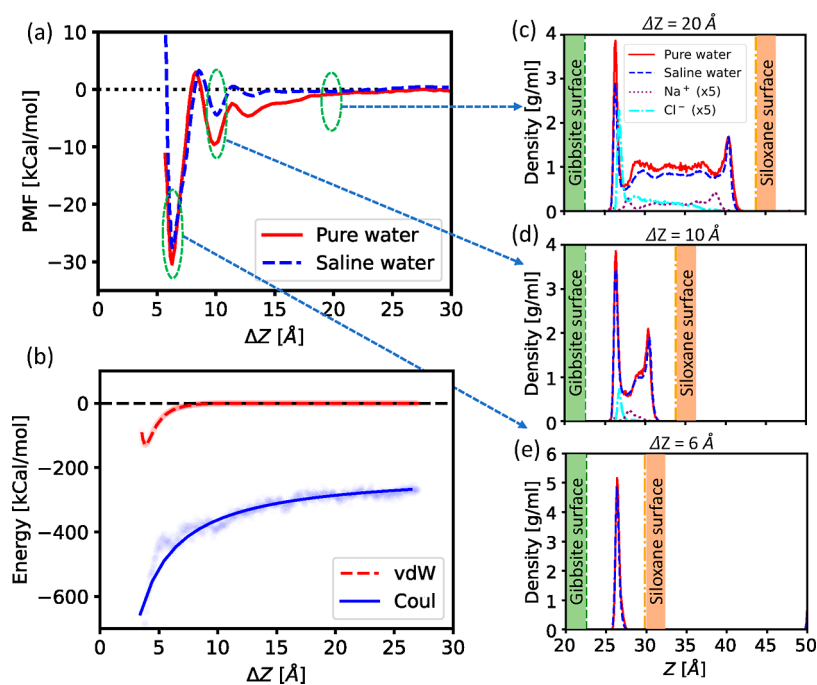 (a)
10
0
−10
−20
−30
PMF [kCal/mol]
Pure water
Saline water
0 5 10 15 20 25 30
ΔZ [Å]
(b)
0
−200
−400
−600
Energy [kCal/mol]
vdW
Coul
0 5 10 15 20 25 30
ΔZ [Å]
(c)
ΔZ = 20 Å
4
3
2
1
0
Density [g/ml]
Gibbsite surface
Pure water
Saline water
Na⁺ (x5)
Cl⁻ (x5)
Siloxane surface
(d)
ΔZ = 10 Å
4
3
2
1
0
Density [g/ml]
Gibbsite surface
Siloxane surface
(e)
ΔZ = 6 Å
6
5
4
3
2
1
0
Density [g/ml]
Gibbsite surface
Siloxane surface
20 25 30 35 40 45 50
Z [Å]